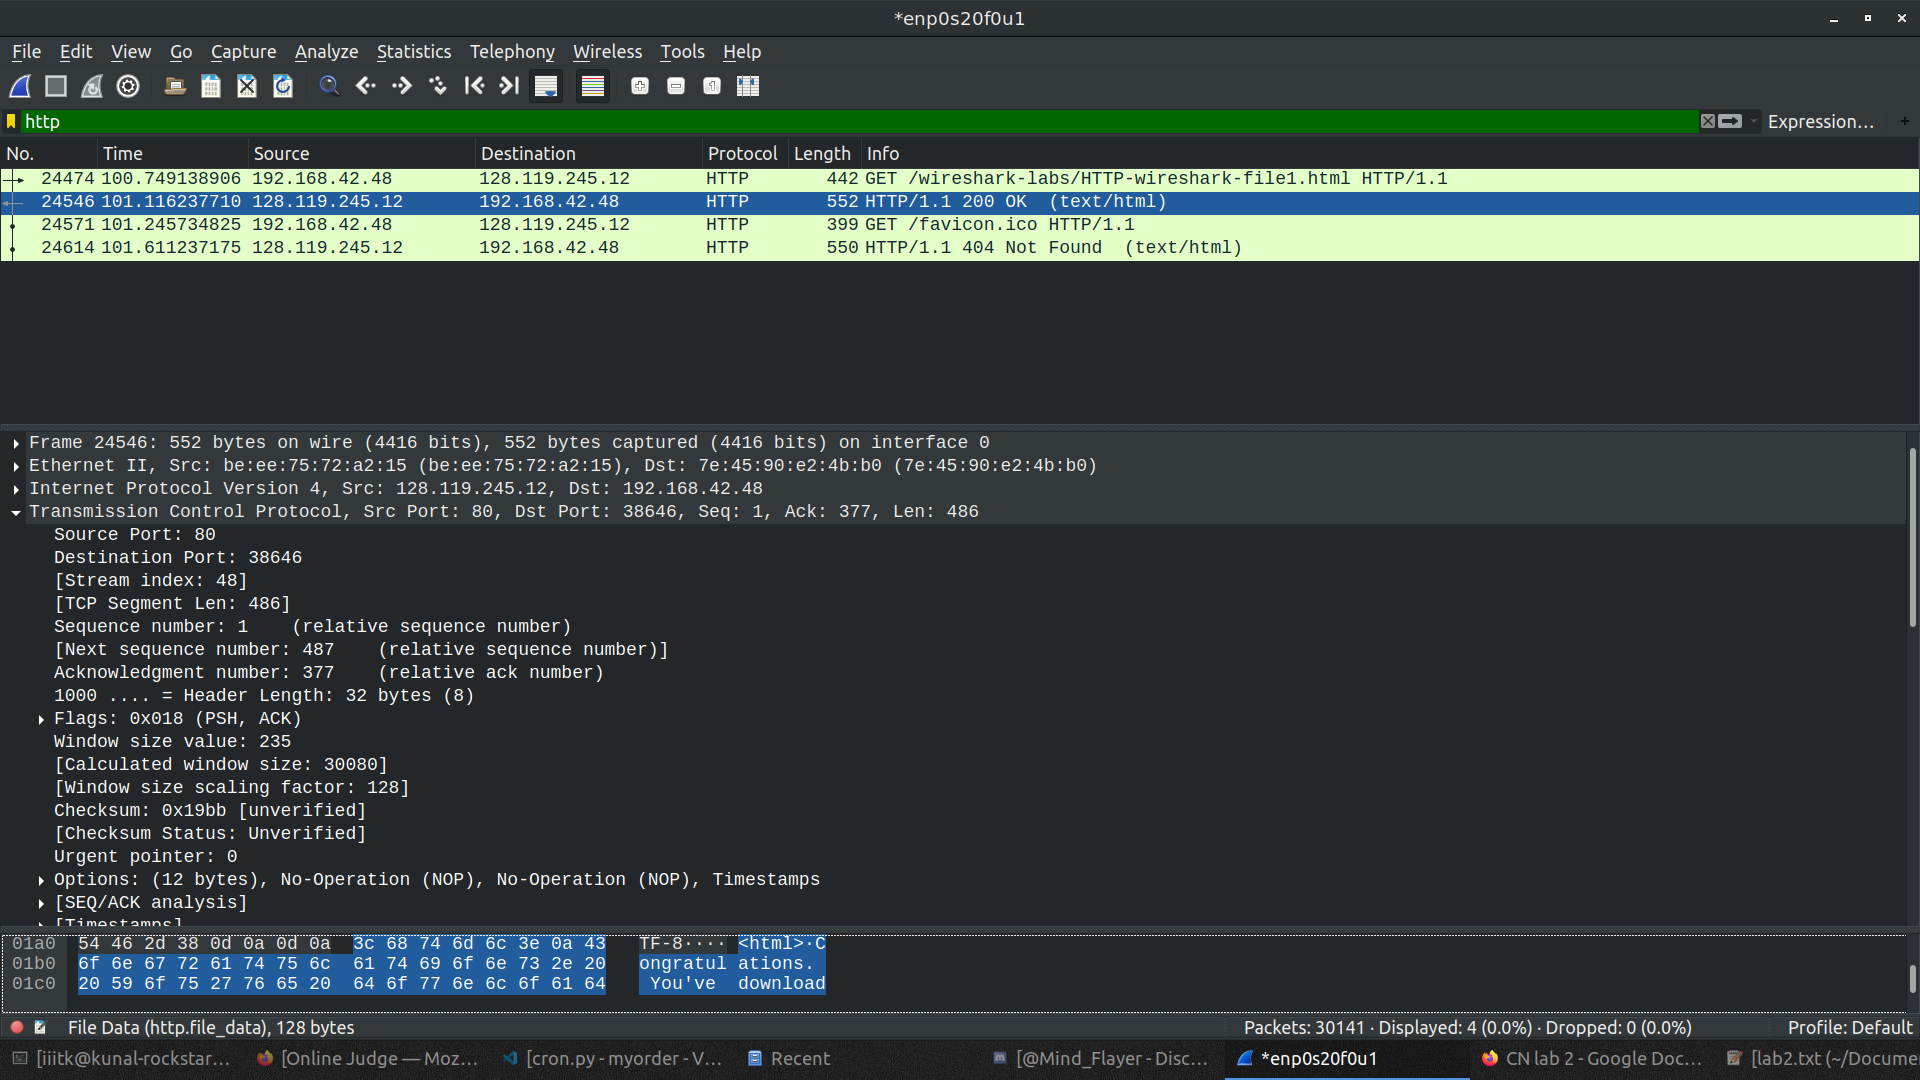 *enp0s20f0u1
File Edit View Go Capture Analyze Statistics Telephony Wireless Tools Help
http Expression…  +
No. Time Source Destination Protocol Length Info
24474 100.749138906 192.168.42.48 128.119.245.12 HTTP 442 GET /wireshark-labs/HTTP-wireshark-file1.html HTTP/1.1
24546 101.116237710 128.119.245.12 192.168.42.48 HTTP 552 HTTP/1.1 200 OK  (text/html)
24571 101.245734825 192.168.42.48 128.119.245.12 HTTP 399 GET /favicon.ico HTTP/1.1
24614 101.611237175 128.119.245.12 192.168.42.48 HTTP 550 HTTP/1.1 404 Not Found  (text/html)
Frame 24546: 552 bytes on wire (4416 bits), 552 bytes captured (4416 bits) on interface 0
Ethernet II, Src: be:ee:75:72:a2:15 (be:ee:75:72:a2:15), Dst: 7e:45:90:e2:4b:b0 (7e:45:90:e2:4b:b0)
Internet Protocol Version 4, Src: 128.119.245.12, Dst: 192.168.42.48
Transmission Control Protocol, Src Port: 80, Dst Port: 38646, Seq: 1, Ack: 377, Len: 486
Source Port: 80
Destination Port: 38646
[Stream index: 48]
[TCP Segment Len: 486]
Sequence number: 1    (relative sequence number)
[Next sequence number: 487    (relative sequence number)]
Acknowledgment number: 377    (relative ack number)
1000 .... = Header Length: 32 bytes (8)
Flags: 0x018 (PSH, ACK)
Window size value: 235
[Calculated window size: 30080]
[Window size scaling factor: 128]
Checksum: 0x19bb [unverified]
[Checksum Status: Unverified]
Urgent pointer: 0
Options: (12 bytes), No-Operation (NOP), No-Operation (NOP), Timestamps
[SEQ/ACK analysis]
[Timestamps]
01a0 54 46 2d 38 0d 0a 0d 0a 3c 68 74 6d 6c 3e 0a 43 TF-8···· <html>·C
01b0 6f 6e 67 72 61 74 75 6c 61 74 69 6f 6e 73 2e 20 ongratul ations.
01c0 20 59 6f 75 27 76 65 20 64 6f 77 6e 6c 6f 61 64 You've download
File Data (http.file_data), 128 bytes Packets: 30141 · Displayed: 4 (0.0%) · Dropped: 0 (0.0%) Profile: Default
[iiitk@kunal-rockstar… [Online Judge — Moz… [cron.py - myorder - V… Recent [@Mind_Flayer - Disc… *enp0s20f0u1 CN lab 2 - Google Doc… [lab2.txt (~/Docume